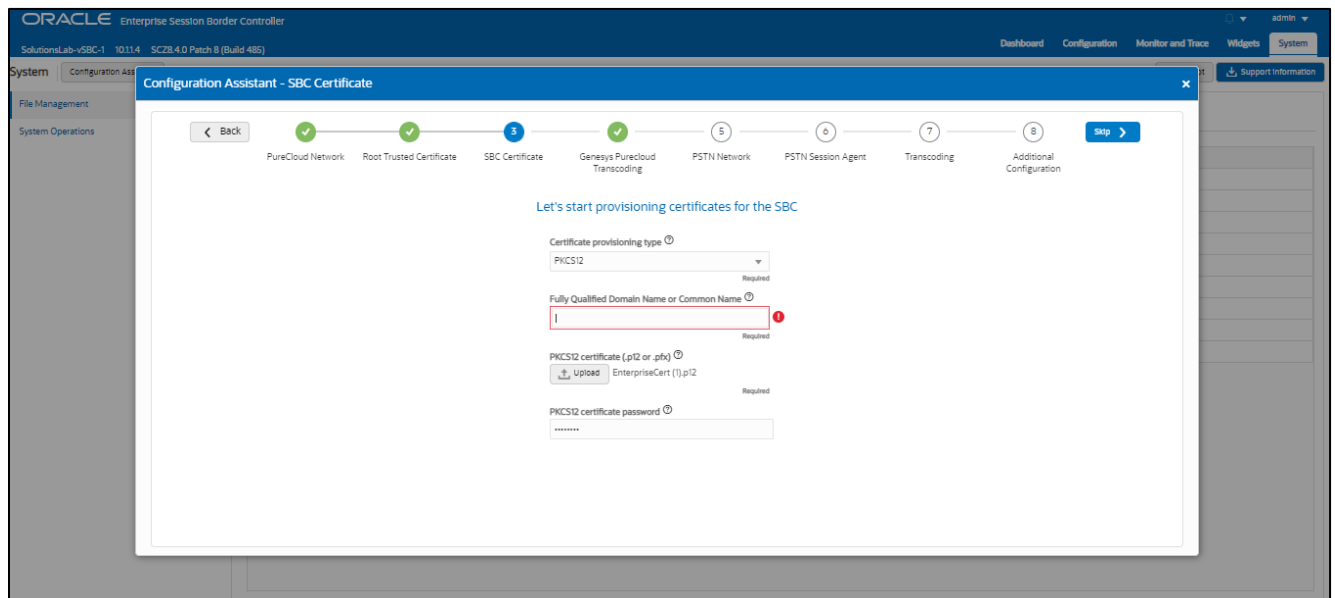 ORACLE Enterprise Session Border Controller
admin
SolutionsLab-vSBC-1 10.1.1.4 SCZ8.4.0 Patch 8 (Build 485)
Dashboard Configuration Monitor and Trace Widgets System
System Configuration Ass
Support Information
File Management
System Operations
Configuration Assistant - SBC Certificate
Back
3
5
6
7
8
Skip
PureCloud Network Root Trusted Certificate SBC Certificate Genesys Purecloud PSTN Network PSTN Session Agent Transcoding Additional
Transcoding Configuration
Let's start provisioning certificates for the SBC
Certificate provisioning type
PKCS12
Required
Fully Qualified Domain Name or Common Name
Required
PKCS12 certificate (.p12 or .pfx)
Upload EnterpriseCert (1).p12
Required
PKCS12 certificate password
••••••••